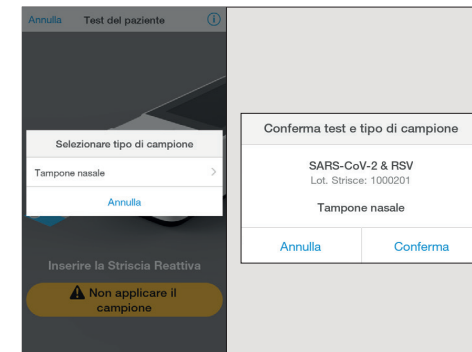 Annulla Test del paziente i
Selezionare tipo di campione
Tampone nasale
Annulla
Inserire la Striscia Reattiva
Non applicare il
campione
Conferma test e tipo di campione
SARS-CoV-2 & RSV
Lot. Strisce: 1000201
Tampone nasale
Annulla Conferma